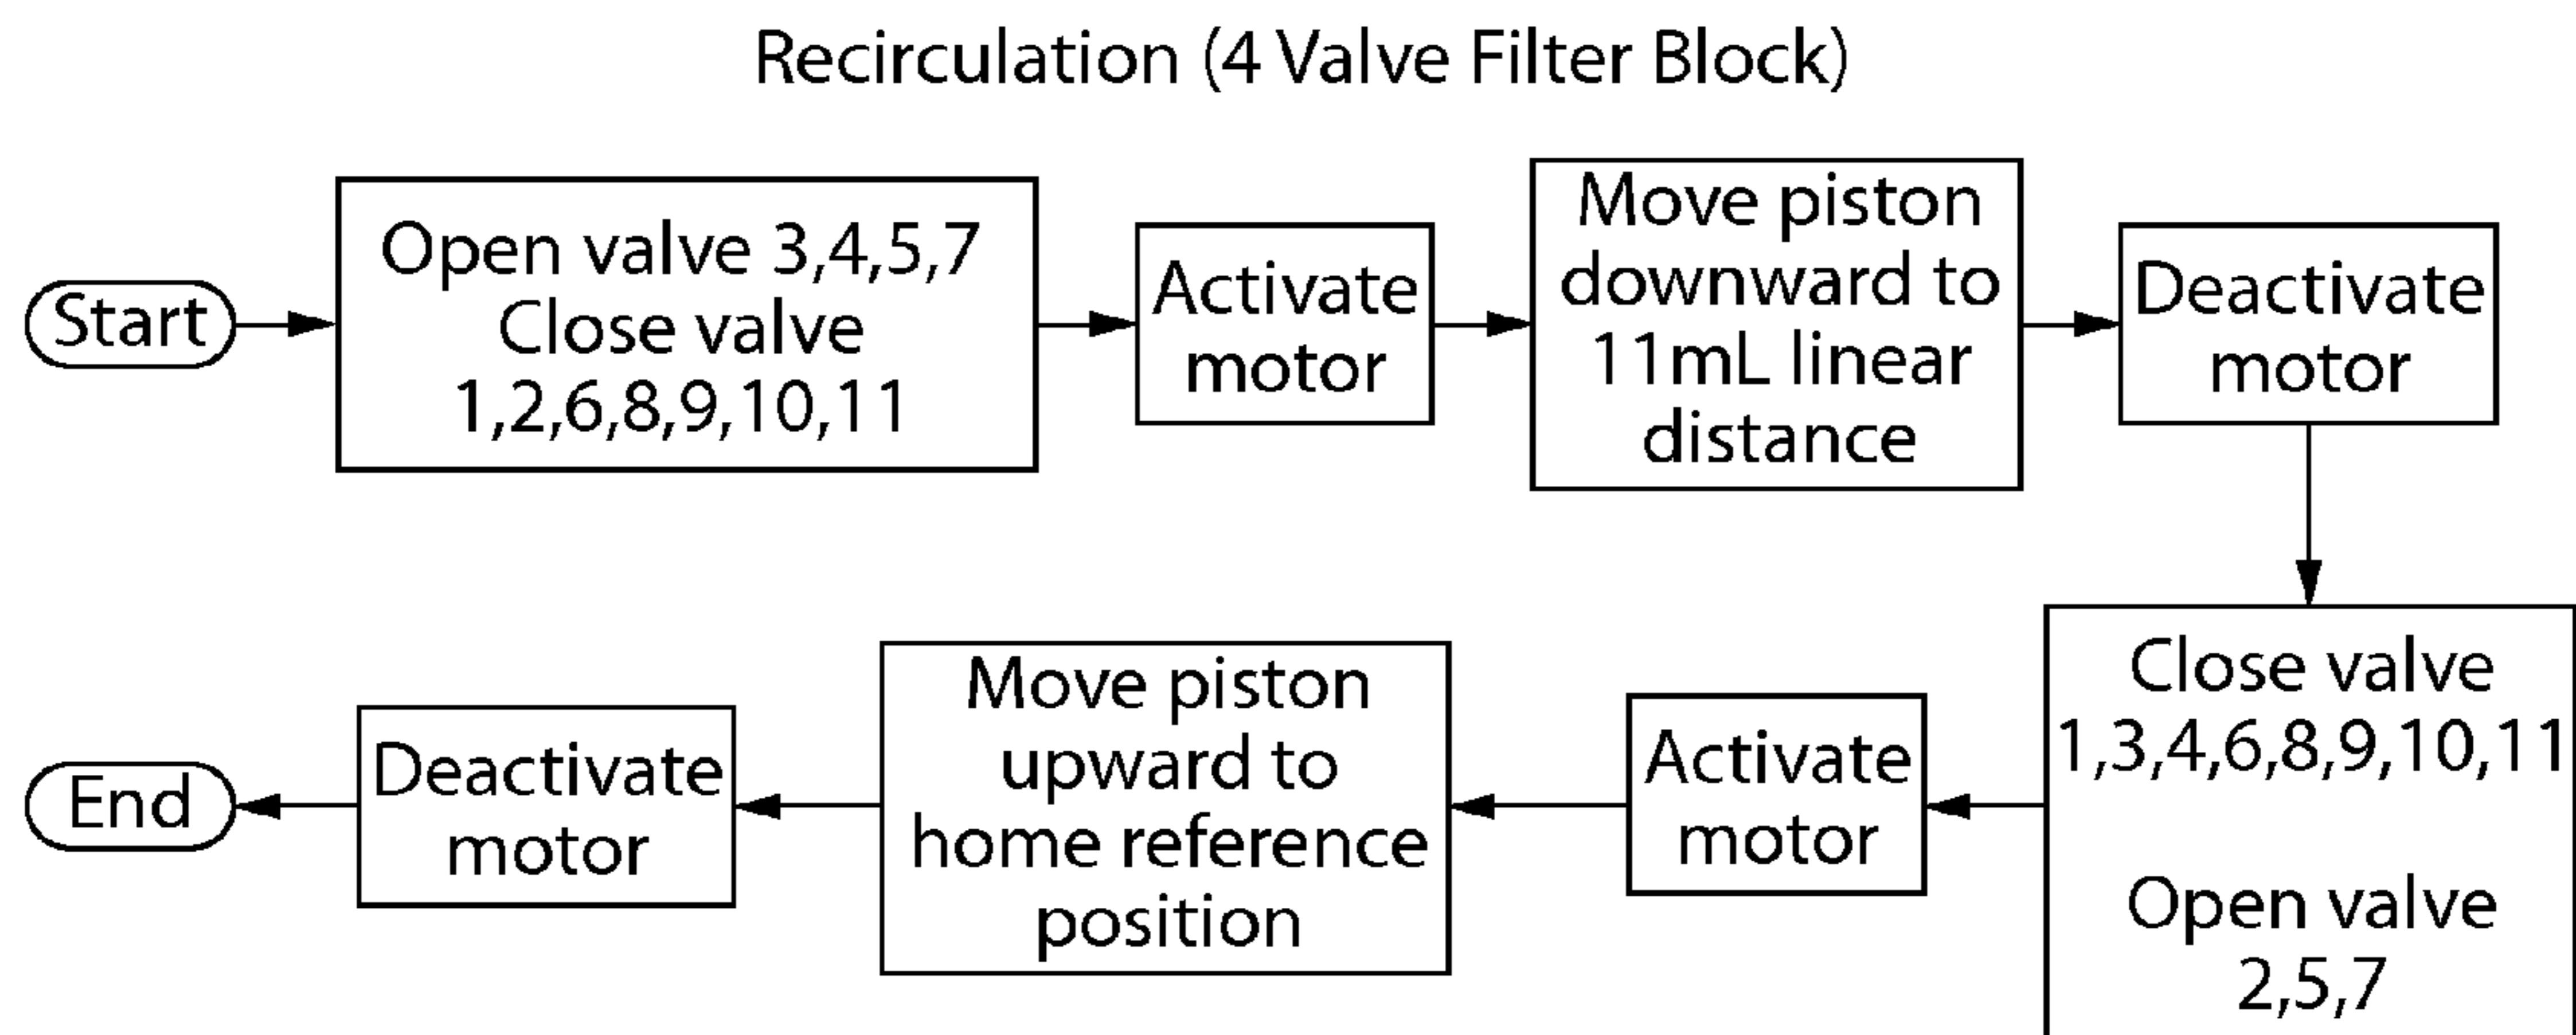 Recirculation (4 Valve Filter Block)
Start
Open valve 3,4,5,7
Close valve
1,2,6,8,9,10,11
Activate
motor
Move piston
downward to
11mL linear
distance
Deactivate
motor
Close valve
1,3,4,6,8,9,10,11
Open valve
2,5,7
Activate
motor
Move piston
upward to
home reference
position
Deactivate
motor
End